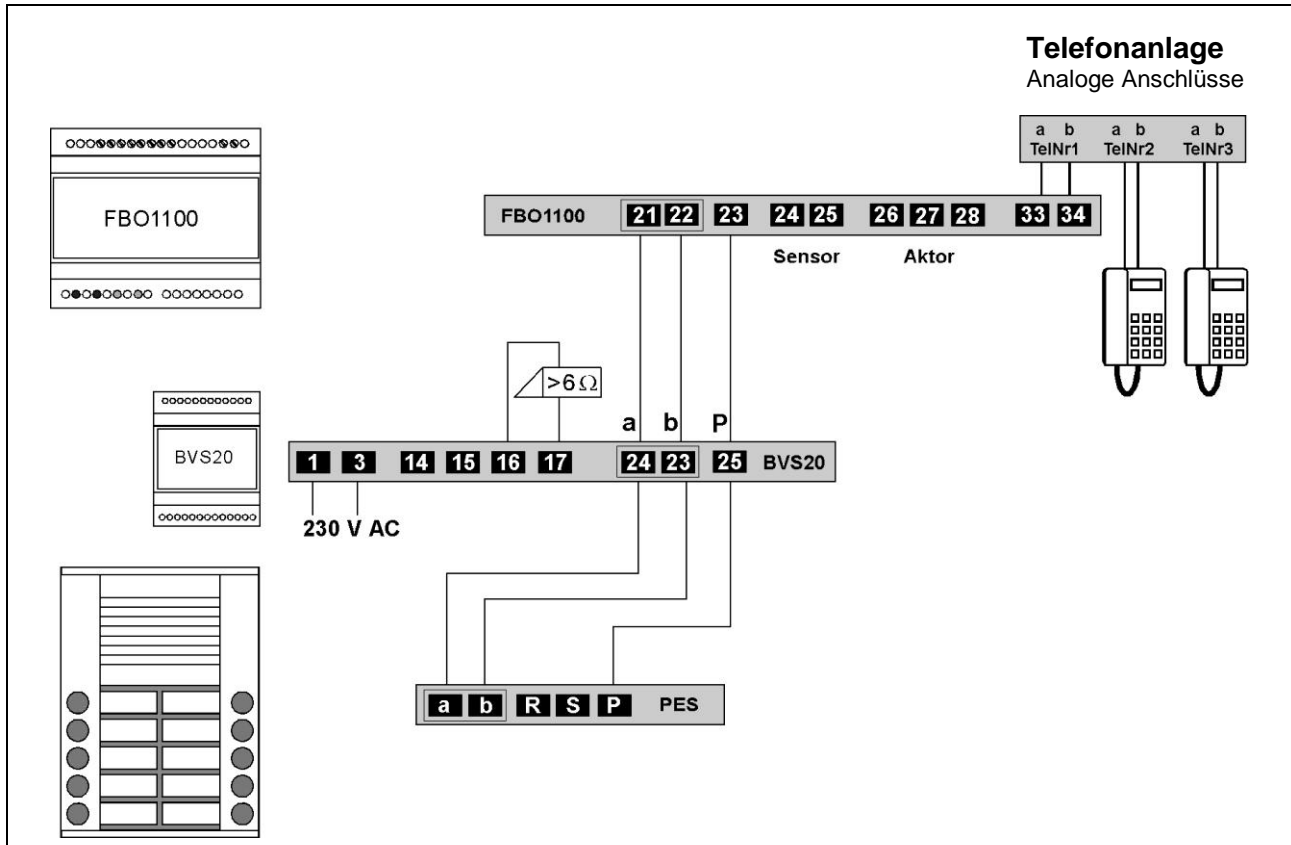 Telefonanlage
Analoge Anschlüsse
a b a b a b
TelNr1 TelNr2 TelNr3
FBO1100
FBO1100 21 22 23 24 25 26 27 28 33 34
Sensor Aktor
>6 Ω
a b P
BVS20
1 3 14 15 16 17 24 23 25 BVS20
230 V AC
a b R S P PES